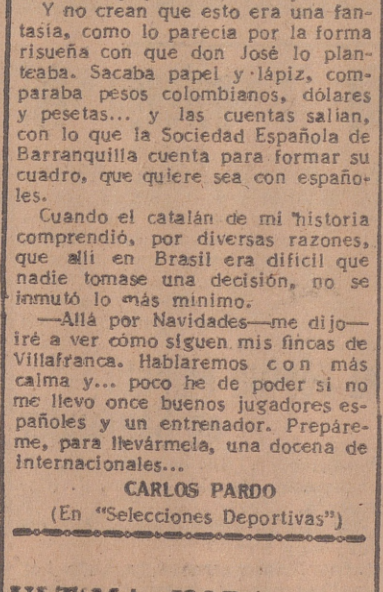 Y no crean que esto era una fan-
tasía, como lo parecia por la forma
risueña con que don José lo plan-
teaba. Sacaba papel y lápiz, com-
paraba pesos colombianos, dólares
y pesetas... y las cuentas salían,
con lo que la Sociedad Española de
Barranquilla cuenta para formar su
cuadro, que quiere sea con españo-
les.
Cuando el catalán de mi historia
comprendió, por diversas razones,
que allí en Brasil era dificil que
nadie tomase una decisión, no se
inmutó lo más mínimo.
—Allá por Navidades—me dijo—
iré a ver cómo siguen mis fincas de
Villafranca. Hablaremos con más
calma y... poco he de poder si no
me llevo once buenos jugadores es-
pañoles y un entrenador. Prepáre-
me, para llevármela, una docena de
internacionales...
CARLOS PARDO
(En "Selecciones Deportivas")